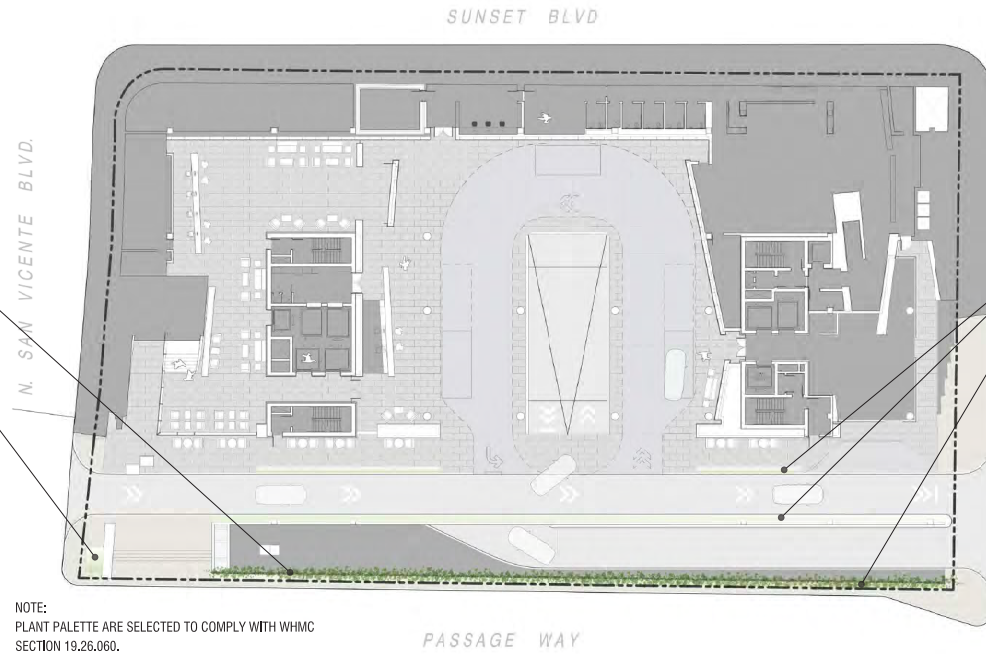 SUNSET BLVD
N. SAN VICENTE BLVD.
NOTE:
PLANT PALETTE ARE SELECTED TO COMPLY WITH WHMC
SECTION 19.26.060.
PASSAGE WAY